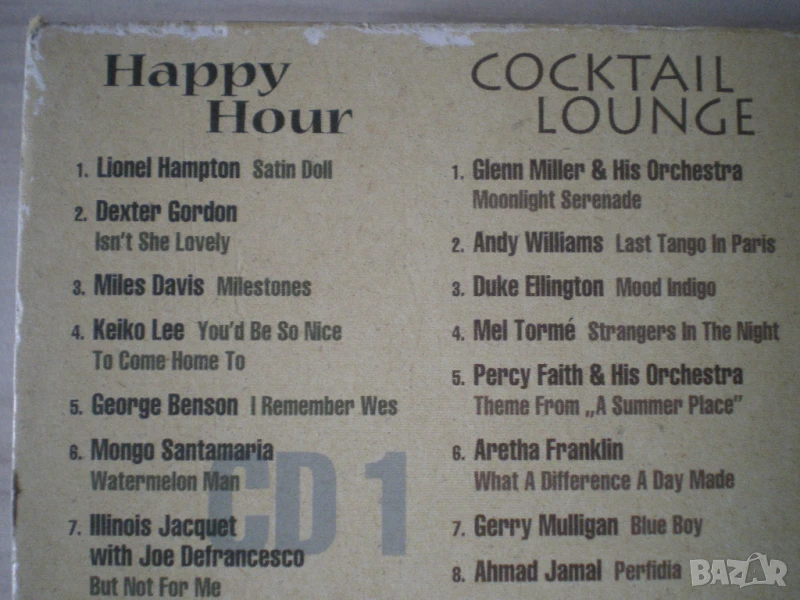 Happy
Hour
1. Lionel Hampton Satin Doll
2. Dexter Gordon
Isn't She Lovely
3. Miles Davis Milestones
4. Keiko Lee You'd Be So Nice
To Come Home To
5. George Benson I Remember Wes
6. Mongo Santamaria
Watermelon Man
7. Illinois Jacquet
with Joe Defrancesco
But Not For Me
CD 1
COCKTAIL
LOUNGE
1. Glenn Miller & His Orchestra
Moonlight Serenade
2. Andy Williams Last Tango In Paris
3. Duke Ellington Mood Indigo
4. Mel Tormé Strangers In The Night
5. Percy Faith & His Orchestra
Theme From „A Summer Place"
6. Aretha Franklin
What A Difference A Day Made
7. Gerry Mulligan Blue Boy
8. Ahmad Jamal Perfidia
BAZAR